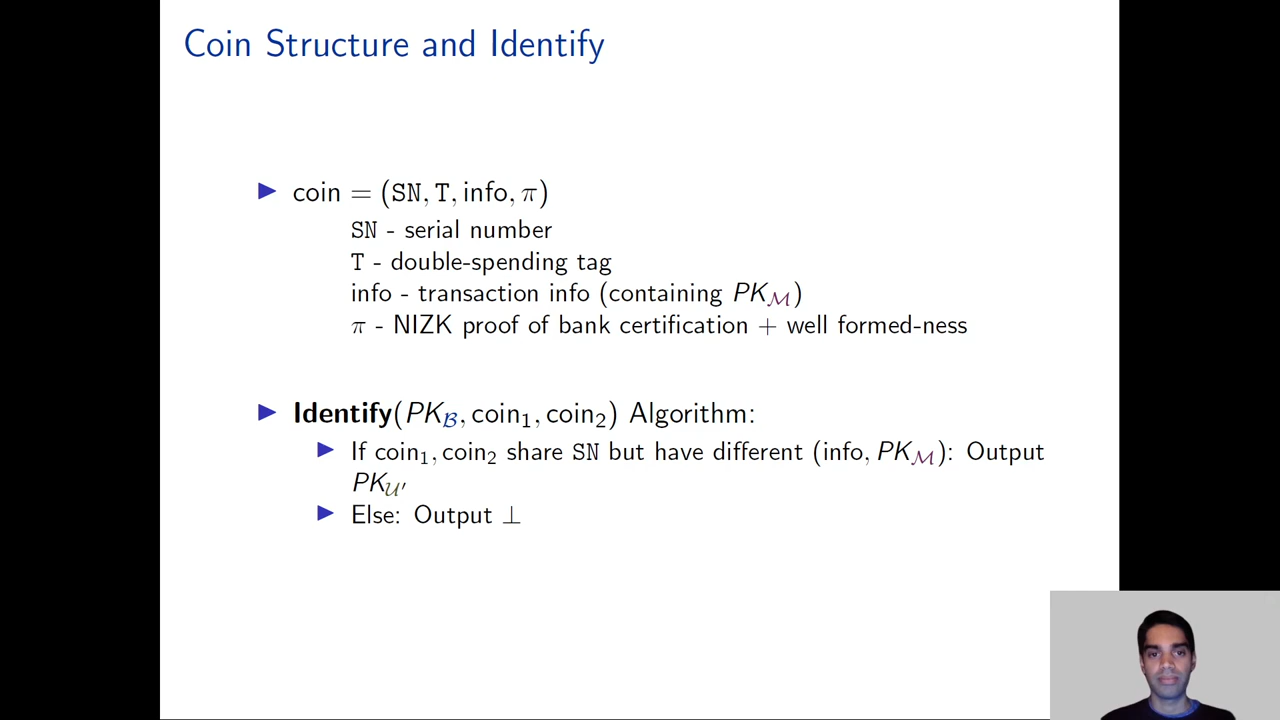 Coin Structure and Identify
▶ coin = (SN, T, info, π)
SN - serial number
T - double-spending tag
info - transaction info (containing PK_ℳ)
π - NIZK proof of bank certification + well formed-ness
▶ Identify(PK_ℬ, coin₁, coin₂) Algorithm:
▶ If coin₁, coin₂ share SN but have different (info, PK_ℳ): Output
PK_𝒰′
▶ Else: Output ⊥